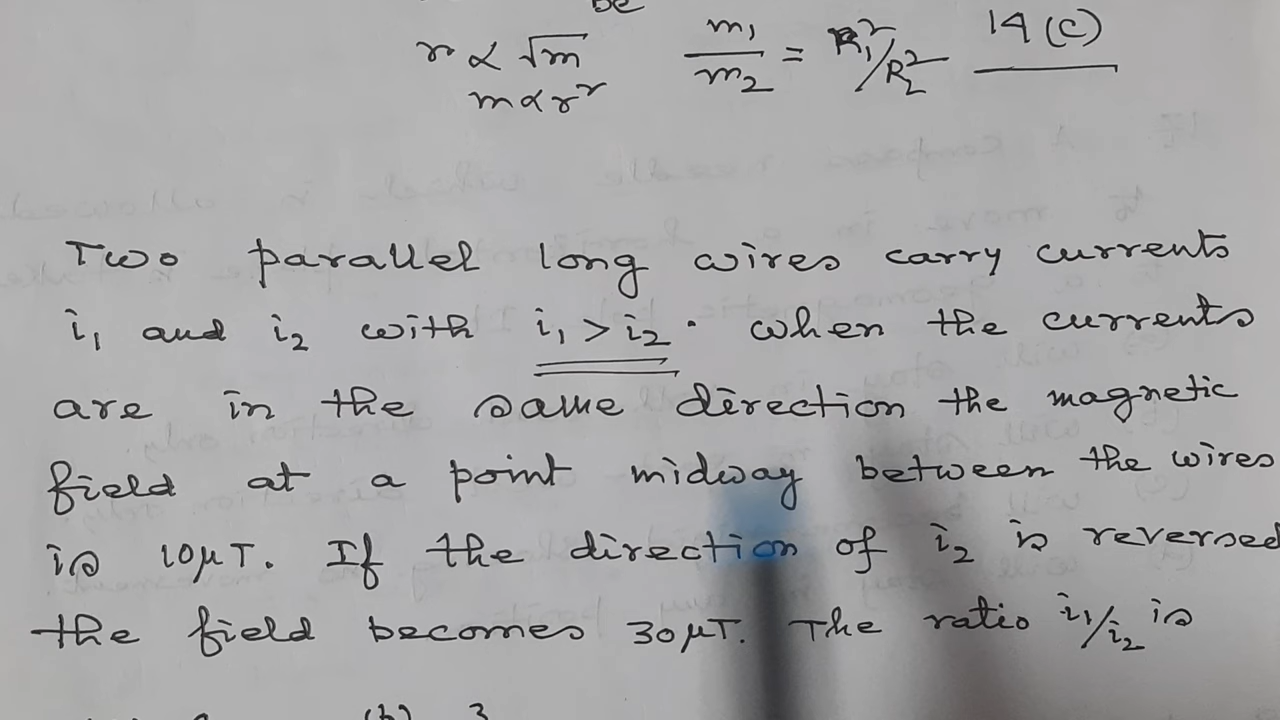 be
r ∝ √m m₁/m₂ = R₁²/R₂² 14 (c)
m ∝ r²
Two parallel long wires carry currents
i₁ and i₂ with i₁ > i₂. When the currents
are in the same direction the magnetic
field at a point midway between the wires
is 10μT. If the direction of i₂ is reversed
the field becomes 30μT. The ratio i₁/i₂ is
(b) 3